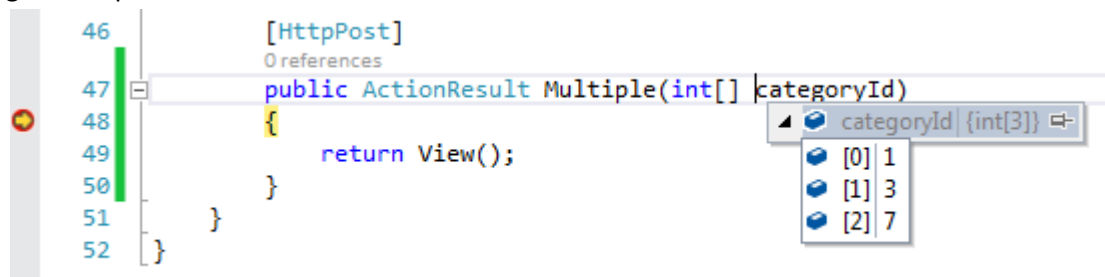 46 [HttpPost]
0 references
47 public ActionResult Multiple(int[] categoryId)
48 {
categoryId {int[3]}
49 return View();
[0] 1
50 }
[1] 3
51 }
[2] 7
52 }